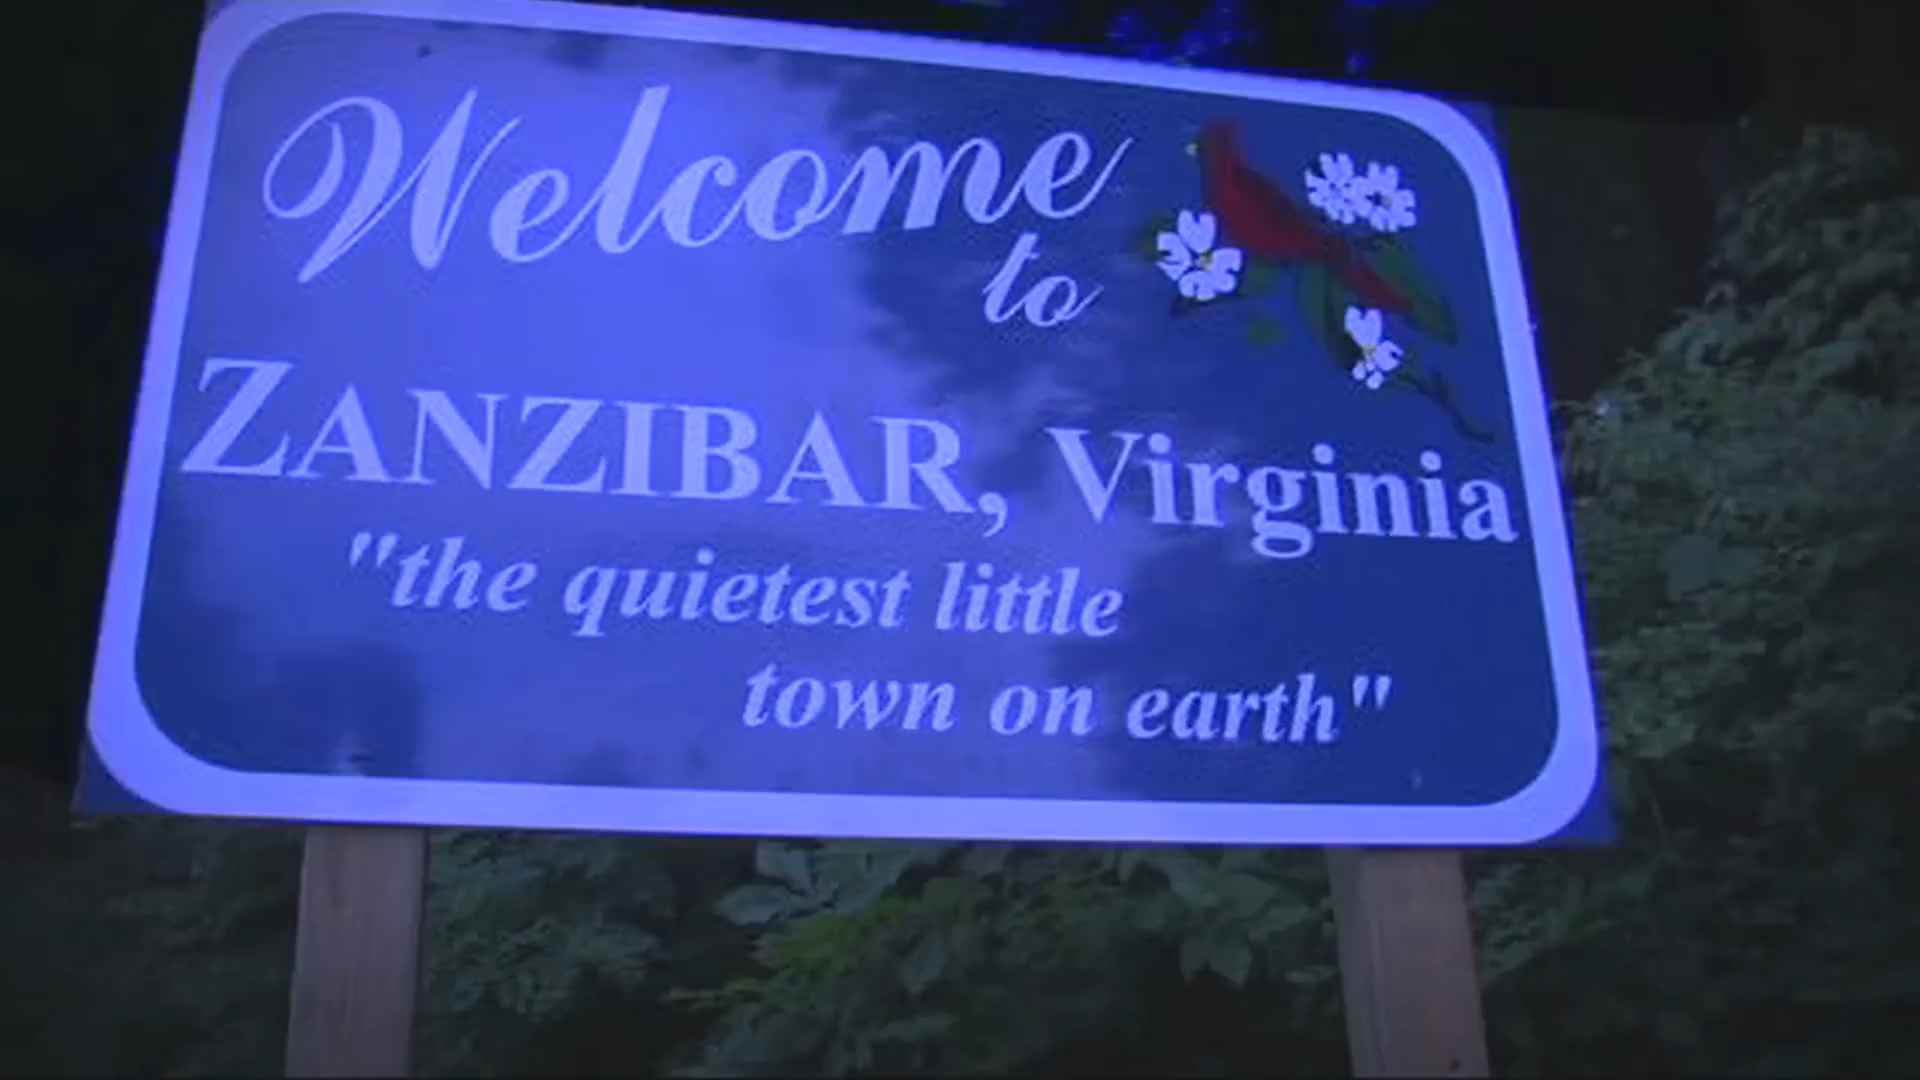 Welcome
to
ZANZIBAR, Virginia
"the quietest little
town on earth"